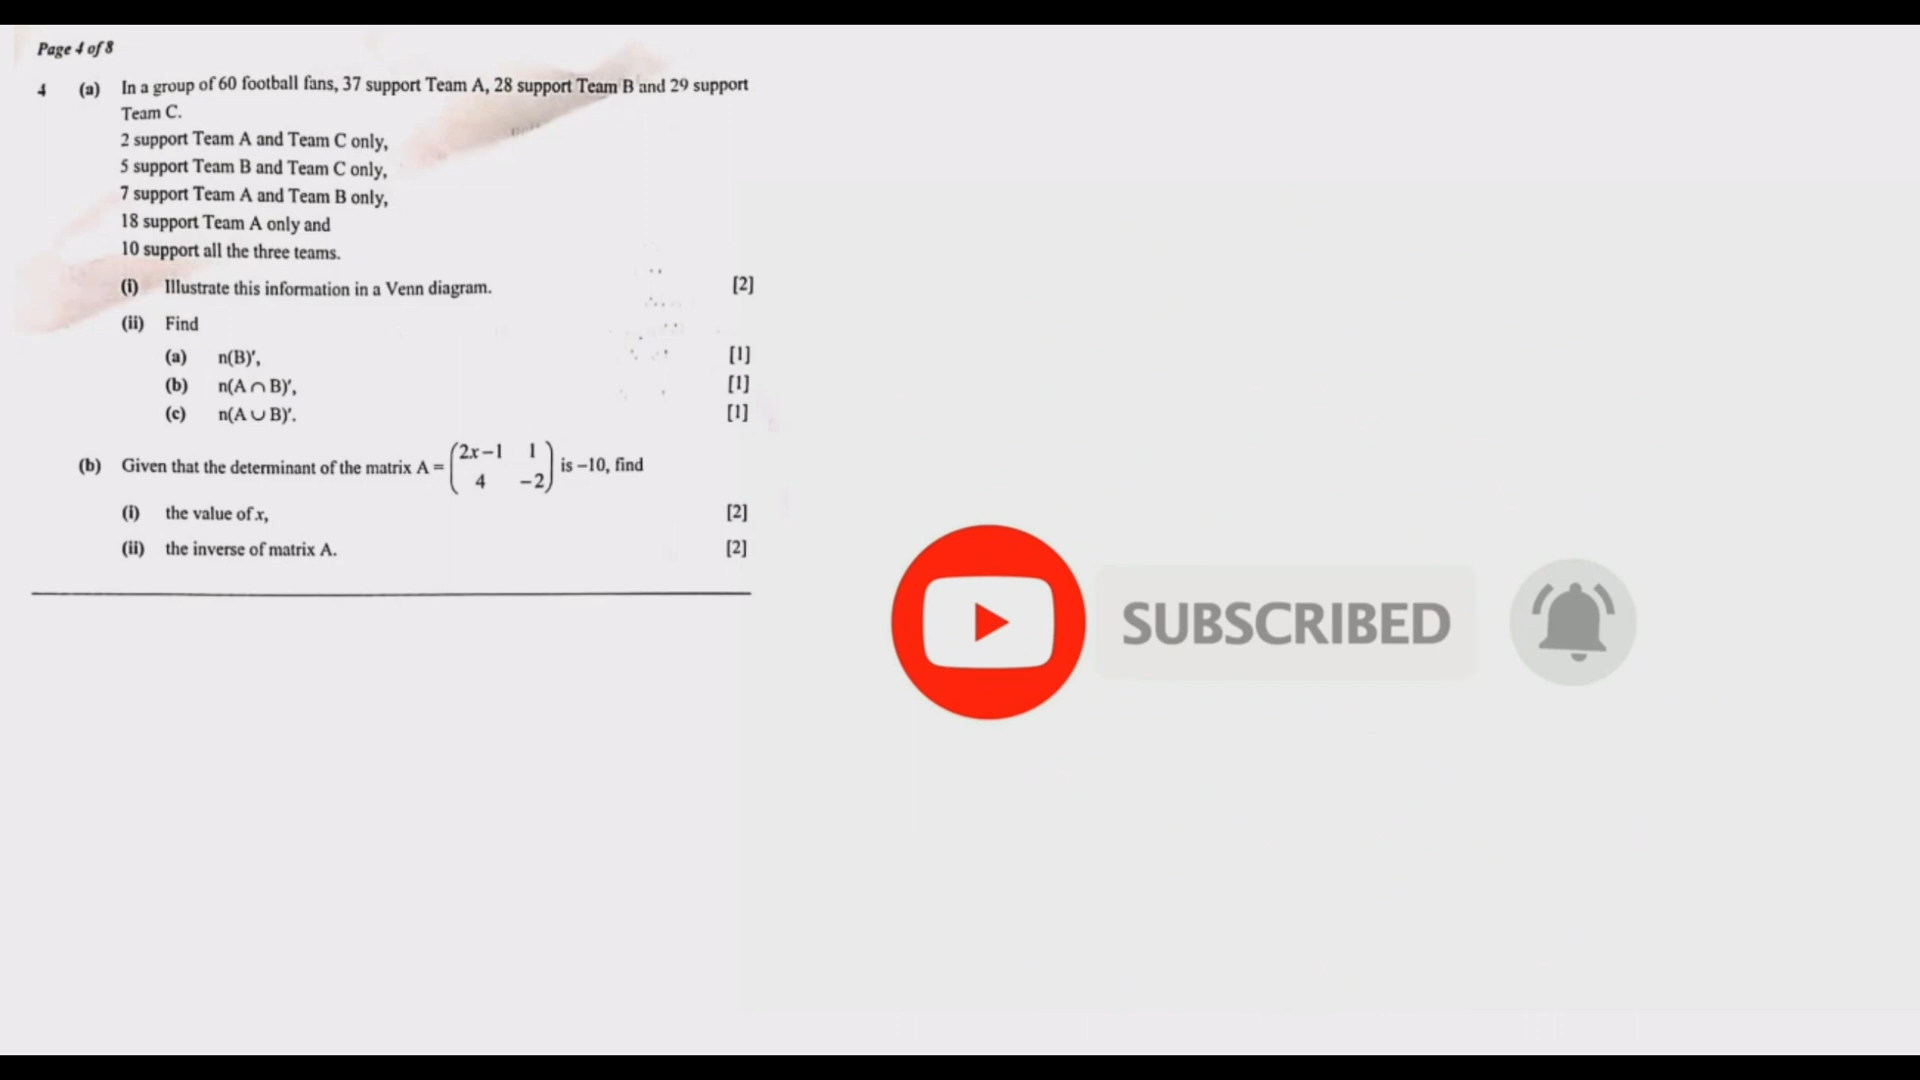 Page 4 of 8
4 (a) In a group of 60 football fans, 37 support Team A, 28 support Team B and 29 support
Team C.
2 support Team A and Team C only,
5 support Team B and Team C only,
7 support Team A and Team B only,
18 support Team A only and
10 support all the three teams.
(i) Illustrate this information in a Venn diagram. [2]
(ii) Find
(a) n(B)′, [1]
(b) n(A ∩ B)′, [1]
(c) n(A ∪ B)′. [1]
(b) Given that the determinant of the matrix A = (2x−1 1
4 −2) is −10, find
(i) the value of x, [2]
(ii) the inverse of matrix A. [2]
SUBSCRIBED